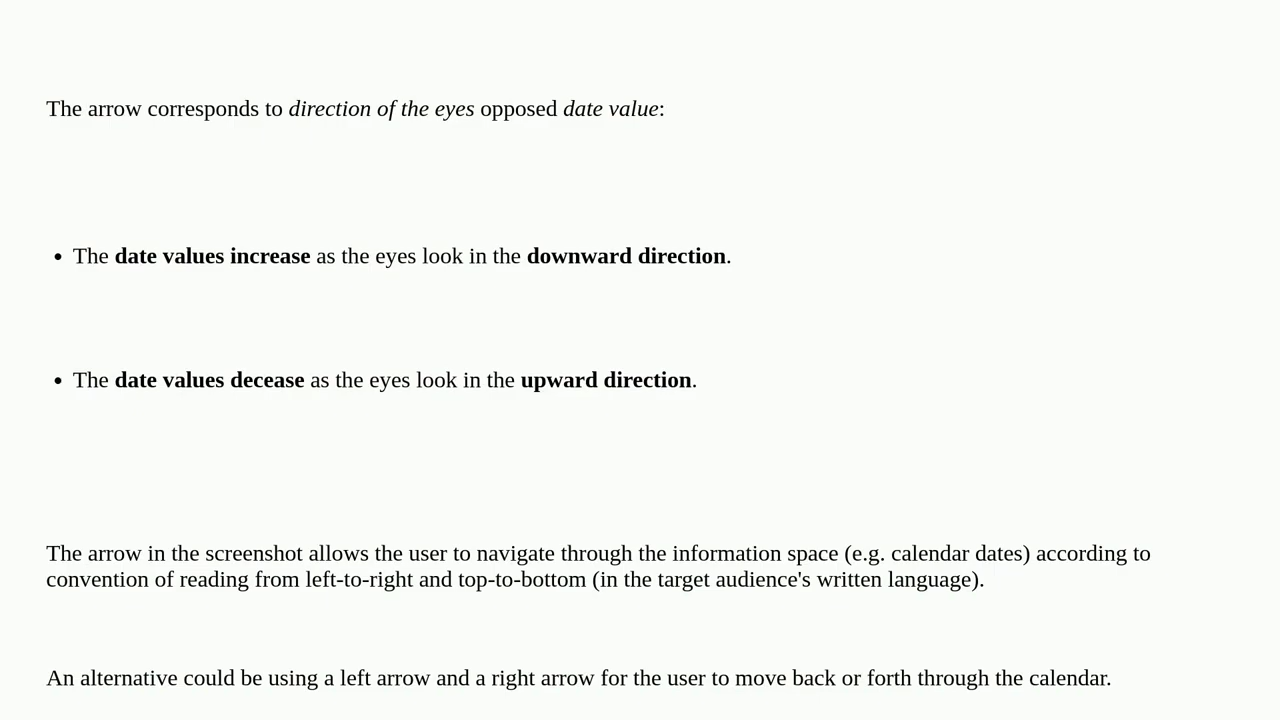 The arrow corresponds to direction of the eyes opposed date value:
• The date values increase as the eyes look in the downward direction.
• The date values decease as the eyes look in the upward direction.
The arrow in the screenshot allows the user to navigate through the information space (e.g. calendar dates) according to
convention of reading from left-to-right and top-to-bottom (in the target audience's written language).
An alternative could be using a left arrow and a right arrow for the user to move back or forth through the calendar.